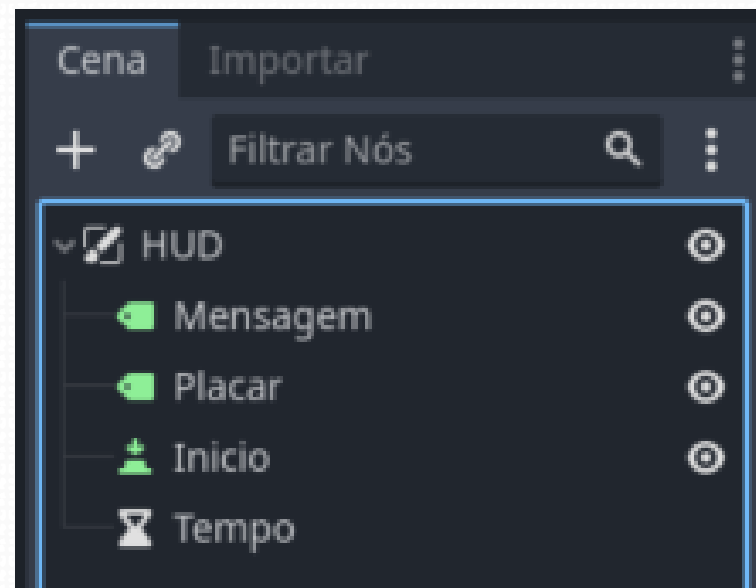 Cena Importar
Filtrar Nós
HUD
Mensagem
Placar
Inicio
Tempo